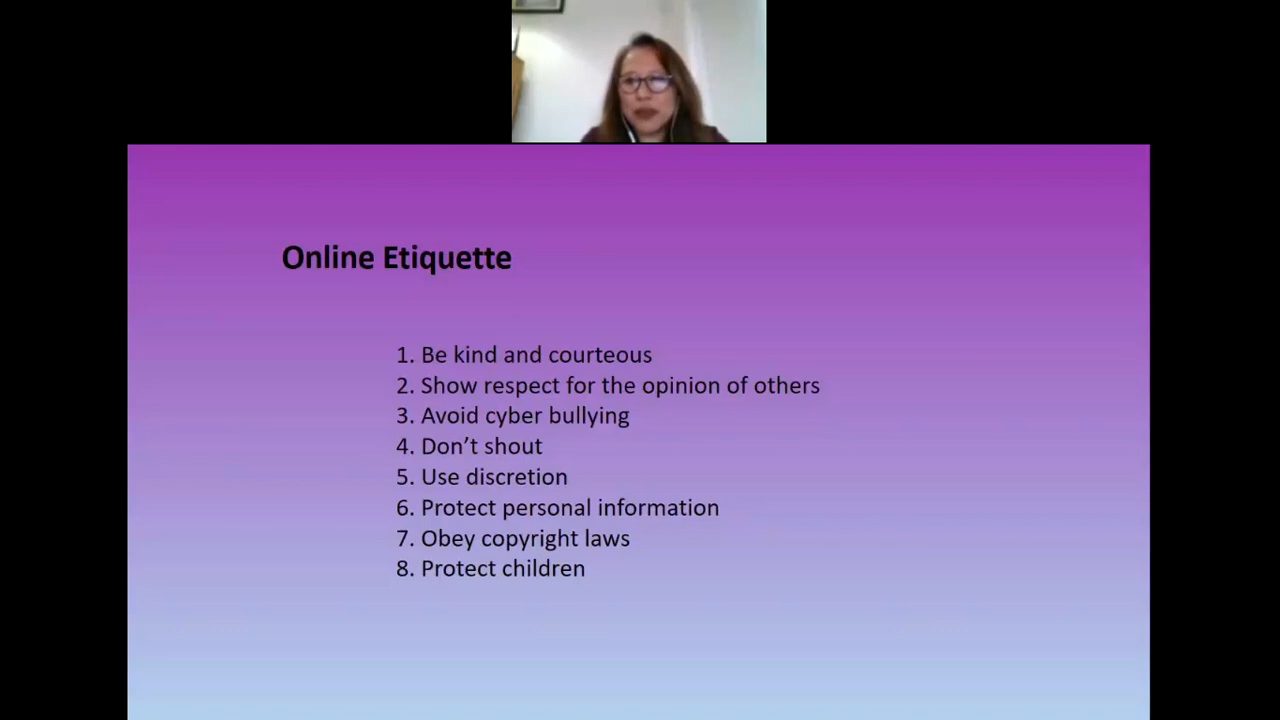 Online Etiquette
1. Be kind and courteous
2. Show respect for the opinion of others
3. Avoid cyber bullying
4. Don’t shout
5. Use discretion
6. Protect personal information
7. Obey copyright laws
8. Protect children